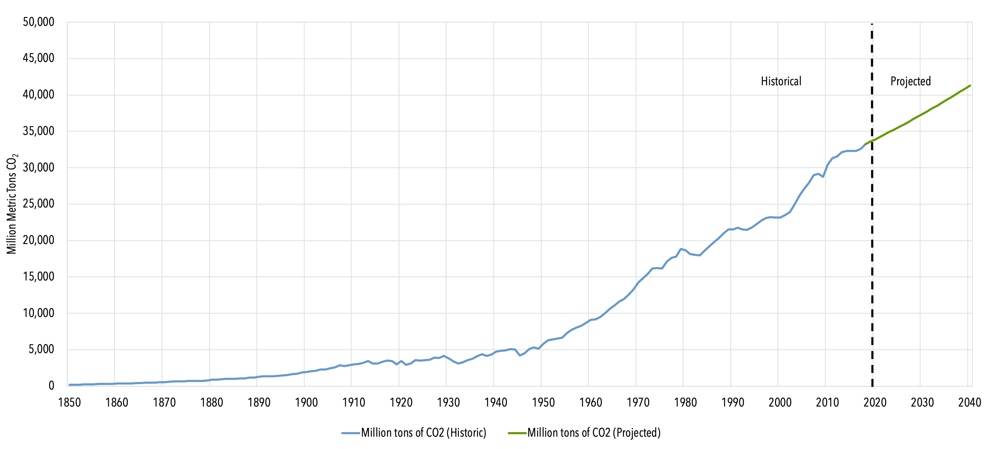 50,000
45,000
40,000
35,000
30,000
25,000
20,000
15,000
10,000
5,000
0
Million Metric Tons CO₂
Historical
Projected
1850 1860 1870 1880 1890 1900 1910 1920 1930 1940 1950 1960 1970 1980 1990 2000 2010 2020 2030 2040
Million tons of CO2 (Historic) Million tons of CO2 (Projected)